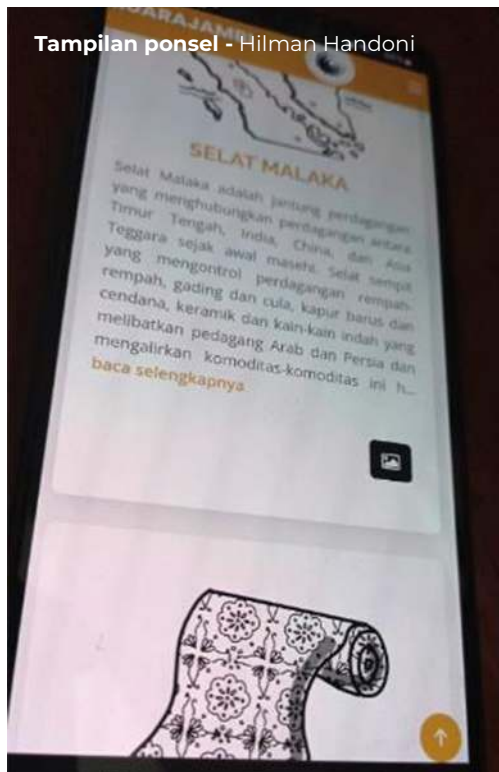 Tampilan ponsel - Hilman Handoni
SELAT MALAKA
Selat Malaka adalah jantung perdagangan
yang menghubungkan perdagangan antara
Timur Tengah, India, China, dan Asia
Teggara sejak awal masehi. Selat sempit
yang mengontrol perdagangan rempah-
rempah, gading dan cula, kapur barus dan
cendana, keramik dan kain-kain indah yang
melibatkan pedagang Arab dan Persia dan
mengalirkan komoditas-komoditas ini h...
baca selengkapnya